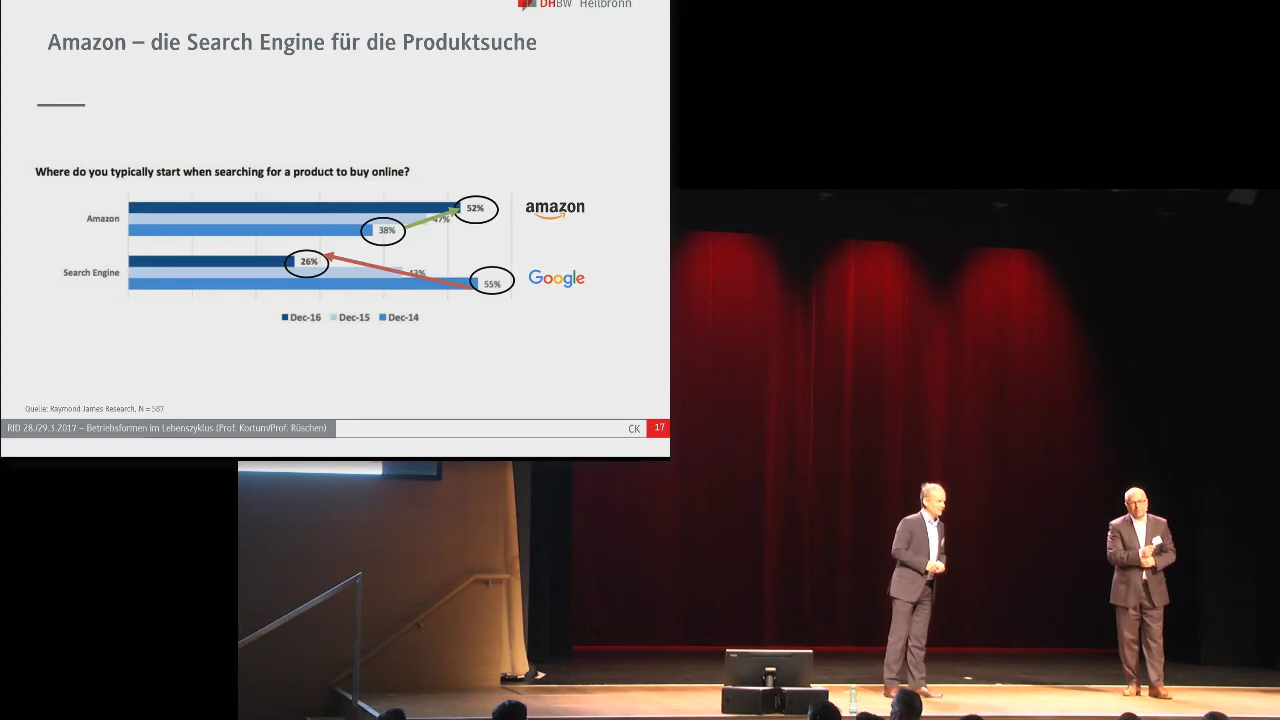 DHBW Heilbronn
Amazon – die Search Engine für die Produktsuche
Where do you typically start when searching for a product to buy online?
Amazon
52%
47%
38%
amazon
Search Engine
26%
43%
55%
Google
Dec-16 Dec-15 Dec-14
Quelle: Raymond James Research, N = 587
RID 28./29.3.2017 – Betriebsformen im Lebenszyklus (Prof. Kortum/Prof. Rüschen)
CK 17